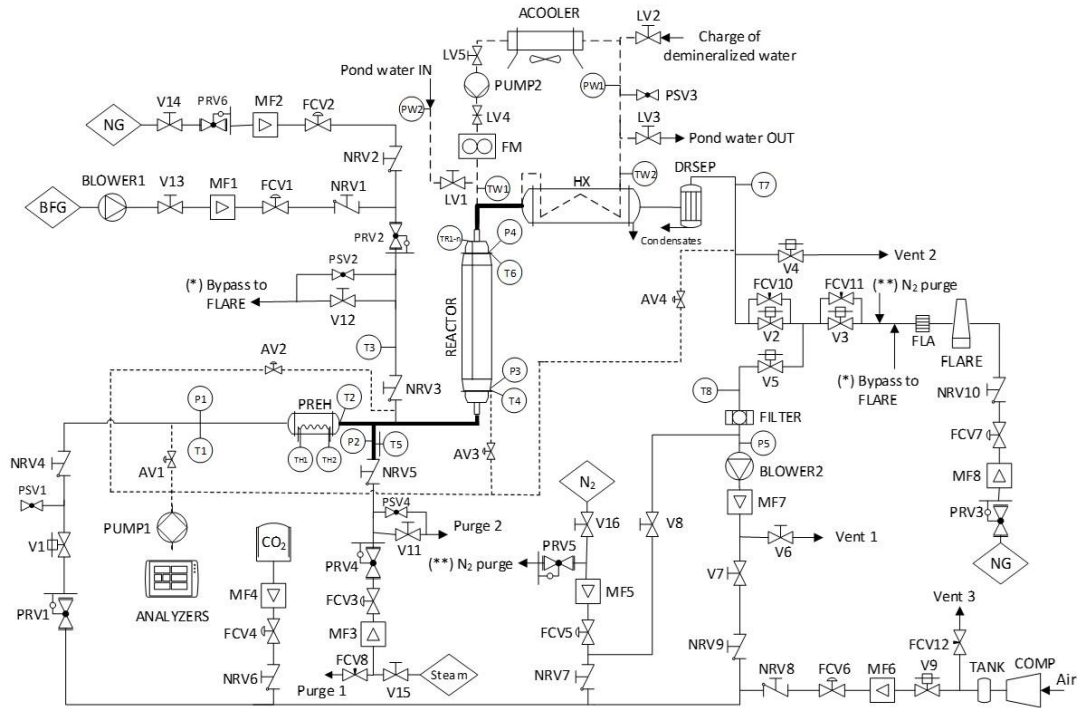 ACOOLER
LV2
Charge of
demineralized water
LV5
Pond water IN
PUMP2
PW1
PSV3
PW2
V14
PRV6
MF2
FCV2
NG
LV4
LV3
Pond water OUT
FM
NRV2
DRSEP
BLOWER1
V13
MF1
FCV1
NRV1
LV1
TW1
HX
TW2
T7
BFG
PRV2
TR1-n
P4
Condensates
PSV2
T6
V4
Vent 2
(*) Bypass to
FLARE
V12
AV4
FCV10
FCV11
(**) N2 purge
REACTOR
V2
V3
FLA
FLARE
T3
AV2
V5
(*) Bypass to
FLARE
P3
T4
T8
NRV3
NRV10
P1
PREH
T2
FILTER
T1
TH1
TH2
P2
T5
P5
FCV7
NRV4
AV1
NRV5
AV3
N2
BLOWER2
MF8
PSV1
PSV4
MF7
PUMP1
V11
Purge 2
V16
V8
PRV3
V1
CO2
PRV4
(**) N2 purge
PRV5
V6
Vent 1
NG
V7
ANALYZERS
MF4
FCV3
MF5
PRV1
Vent 3
FCV4
MF3
FCV5
FCV12
NRV9
FCV8
Steam
NRV8
FCV6
MF6
V9
TANK
COMP
Air
NRV6
Purge 1
V15
NRV7